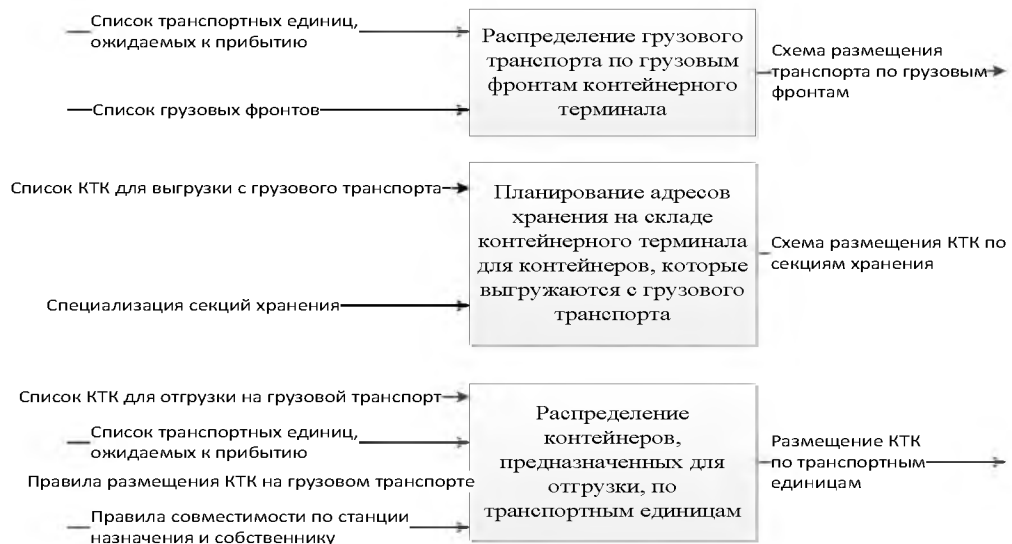 Список транспортных единиц,
ожидаемых к прибытию
Список грузовых фронтов
Распределение грузового
транспорта по грузовым
фронтам контейнерного
терминала
Схема размещения
транспорта по грузовым
фронтам
Список КТК для выгрузки с грузового транспорта
Специализация секций хранения
Планирование адресов
хранения на складе
контейнерного терминала
для контейнеров, которые
выгружаются с грузового
транспорта
Схема размещения КТК по
секциям хранения
Список КТК для отгрузки на грузовой транспорт
Список транспортных единиц,
ожидаемых к прибытию
Правила размещения КТК на грузовом транспорте
Правила совместимости по станции
назначения и собственнику
Распределение
контейнеров,
предназначенных для
отгрузки, по
транспортным единицам
Размещение КТК
по транспортным
единицам